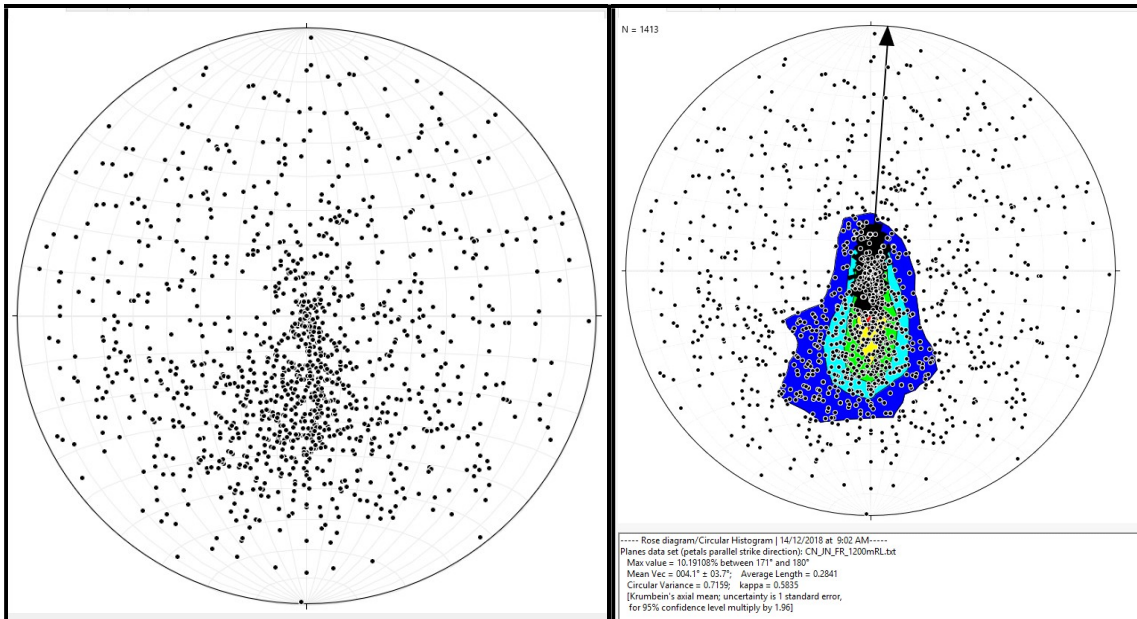 N = 1413
----- Rose diagram/Circular Histogram | 14/12/2018 at 9:02 AM-----
Planes data set (petals parallel strike direction): CN_JN_FR_1200mRL.txt
Max value = 10.19108% between 171° and 180°
Mean Vec = 004.1° ± 03.7°; Average Length = 0.2841
Circular Variance = 0.7159; kappa = 0.5835
[Krumbein's axial mean; uncertainty is 1 standard error,
for 95% confidence level multiply by 1.96]